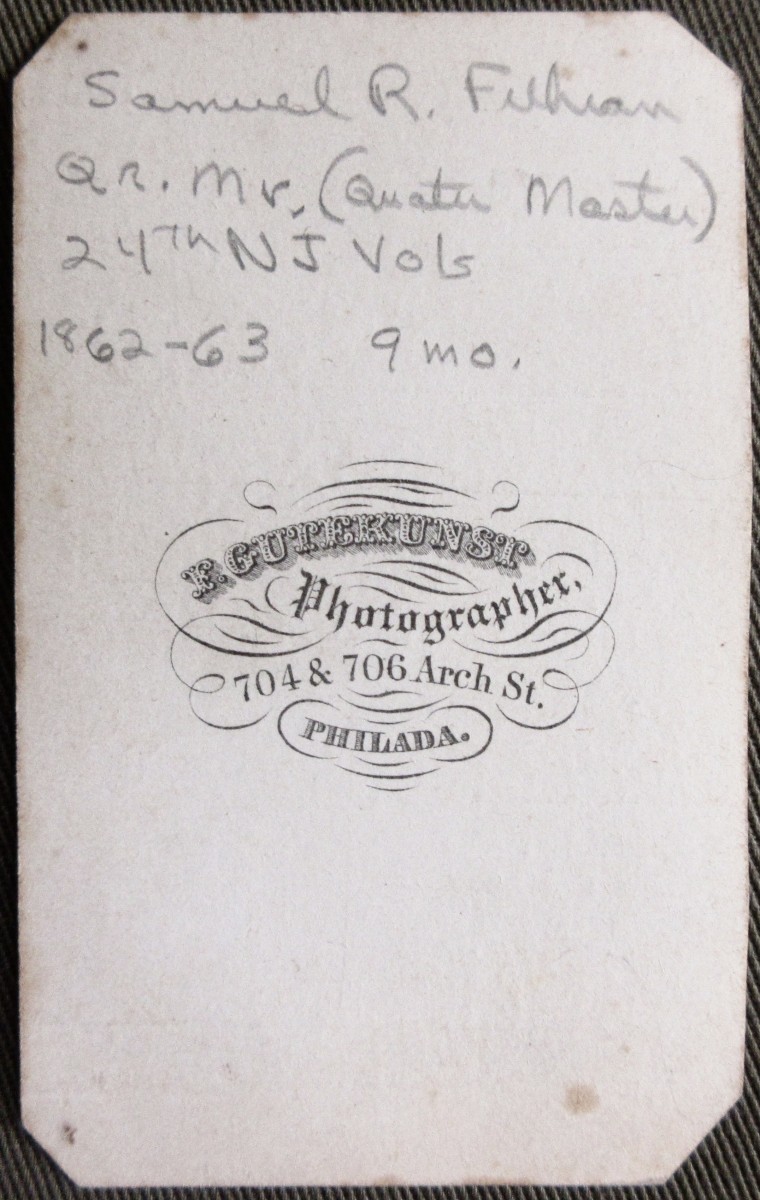 Samuel R. Fithian
Qr. Mr. (Quater Master)
24th NJ Vols
1862-63 9 mo.
F. GUTEKUNST
Photographer,
704 & 706 Arch St.
PHILADA.